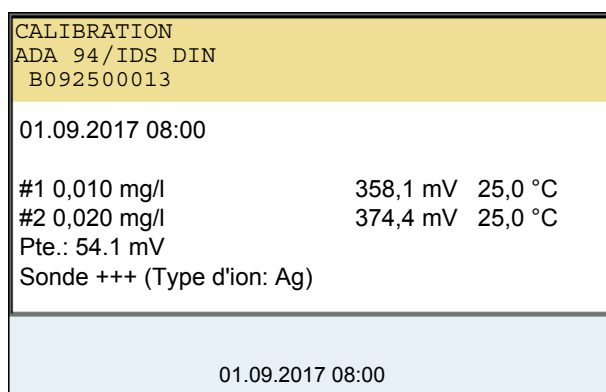 CALIBRATION
ADA 94/IDS DIN
B092500013
01.09.2017 08:00
#1 0,010 mg/l 358,1 mV 25,0 °C
#2 0,020 mg/l 374,4 mV 25,0 °C
Pte.: 54.1 mV
Sonde +++ (Type d'ion: Ag)
01.09.2017 08:00